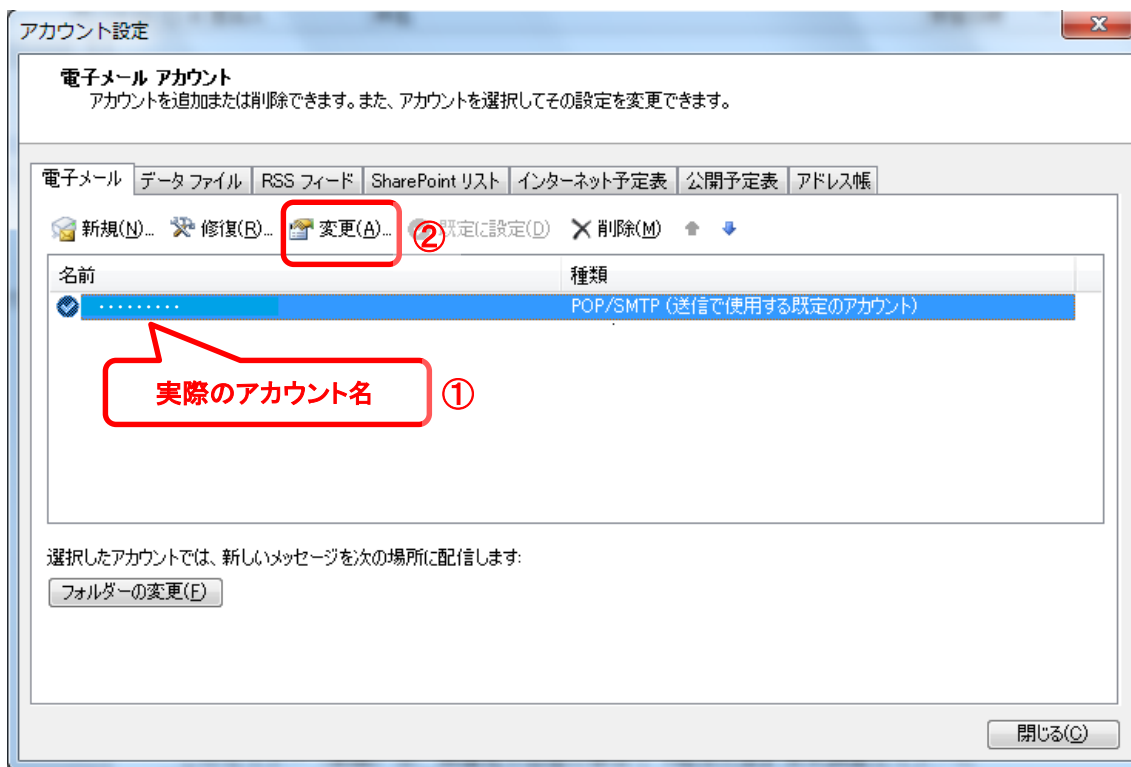 アカウント設定
電子メール アカウント
アカウントを追加または削除できます。また、アカウントを選択してその設定を変更できます。
電子メール データ ファイル RSS フィード SharePoint リスト インターネット予定表 公開予定表 アドレス帳
新規(N)... 修復(R)... 変更(A)... ② 既定に設定(D) 削除(M)
名前 種類
・・・・・・・・・ POP/SMTP (送信で使用する既定のアカウント)
実際のアカウント名 ①
選択したアカウントでは、新しいメッセージを次の場所に配信します:
フォルダーの変更(F)
閉じる(C)